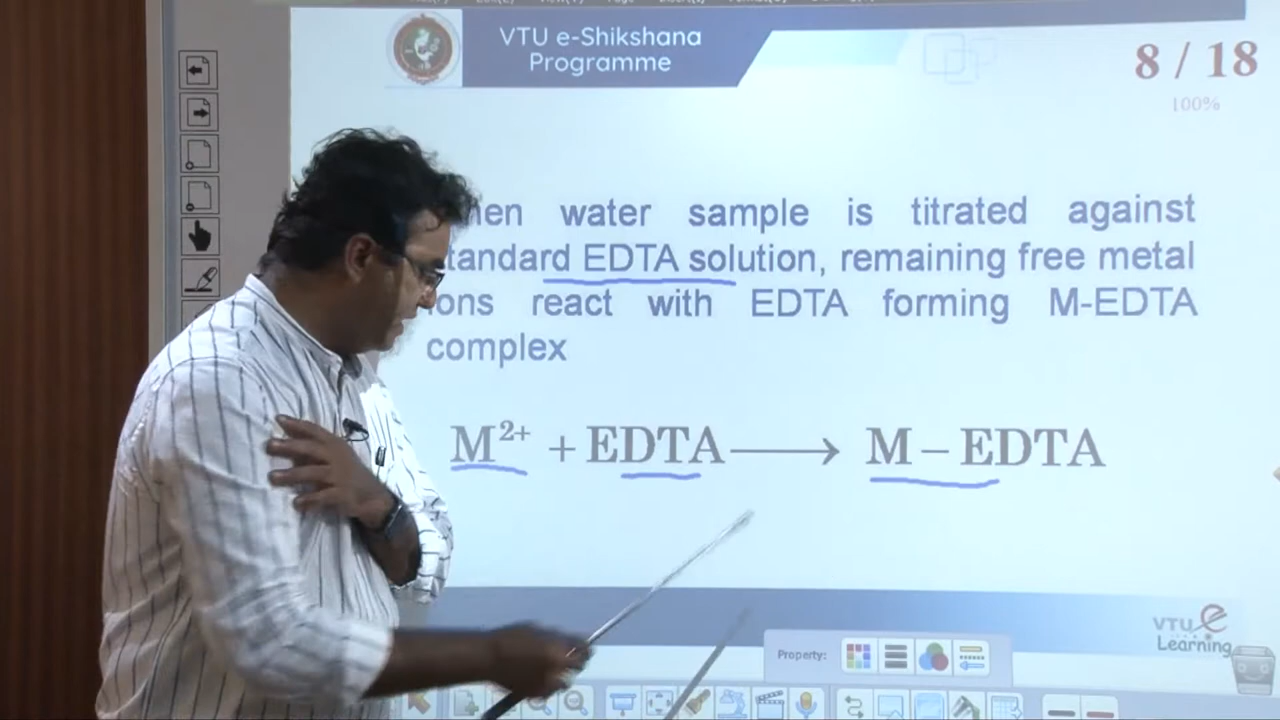 VTU e-Shikshana
Programme
8 / 18
100%
hen water sample is titrated against
tandard EDTA solution, remaining free metal
ions react with EDTA forming M-EDTA
complex
M²⁺ + EDTA ⟶ M – EDTA
VTU e
Learning
Property: